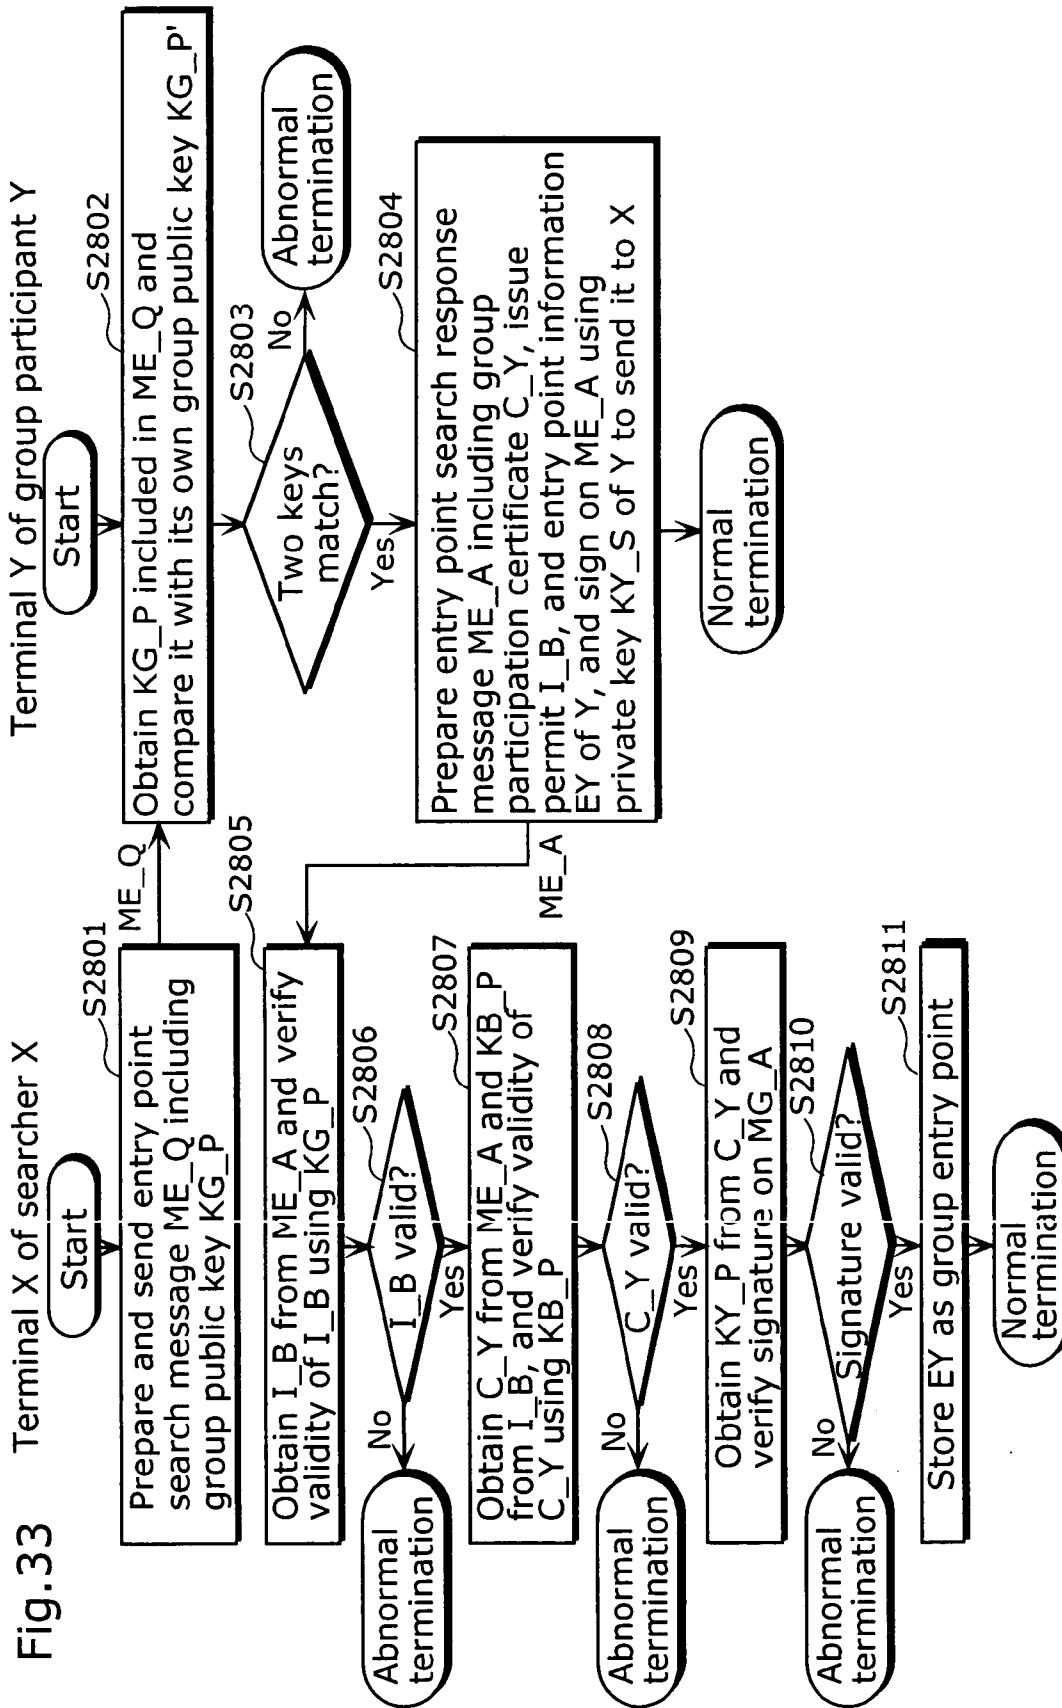 Fig.33
Terminal X of searcher X
Start
S2801
Prepare and send entry point
search message ME_Q including
group public key KG_P
ME_Q
S2805
Obtain I_B from ME_A and verify
validity of I_B using KG_P
S2806
I_B valid?
No
Abnormal
termination
Yes
S2807
Obtain C_Y from ME_A and KB_P
from I_B, and verify validity of
C_Y using KB_P
S2808
C_Y valid?
No
Abnormal
termination
Yes
S2809
Obtain KY_P from C_Y and
verify signature on MG_A
S2810
Signature valid?
No
Abnormal
termination
Yes
S2811
Store EY as group entry point
Normal
termination
Terminal Y of group participant Y
Start
S2802
Obtain KG_P included in ME_Q and
compare it with its own group public key KG_P'
S2803
Two keys
match?
No
Abnormal
termination
Yes
S2804
Prepare entry point search response
message ME_A including group
participation certificate C_Y, issue
permit I_B, and entry point information
EY of Y, and sign on ME_A using
private key KY_S of Y to send it to X
ME_A
Normal
termination